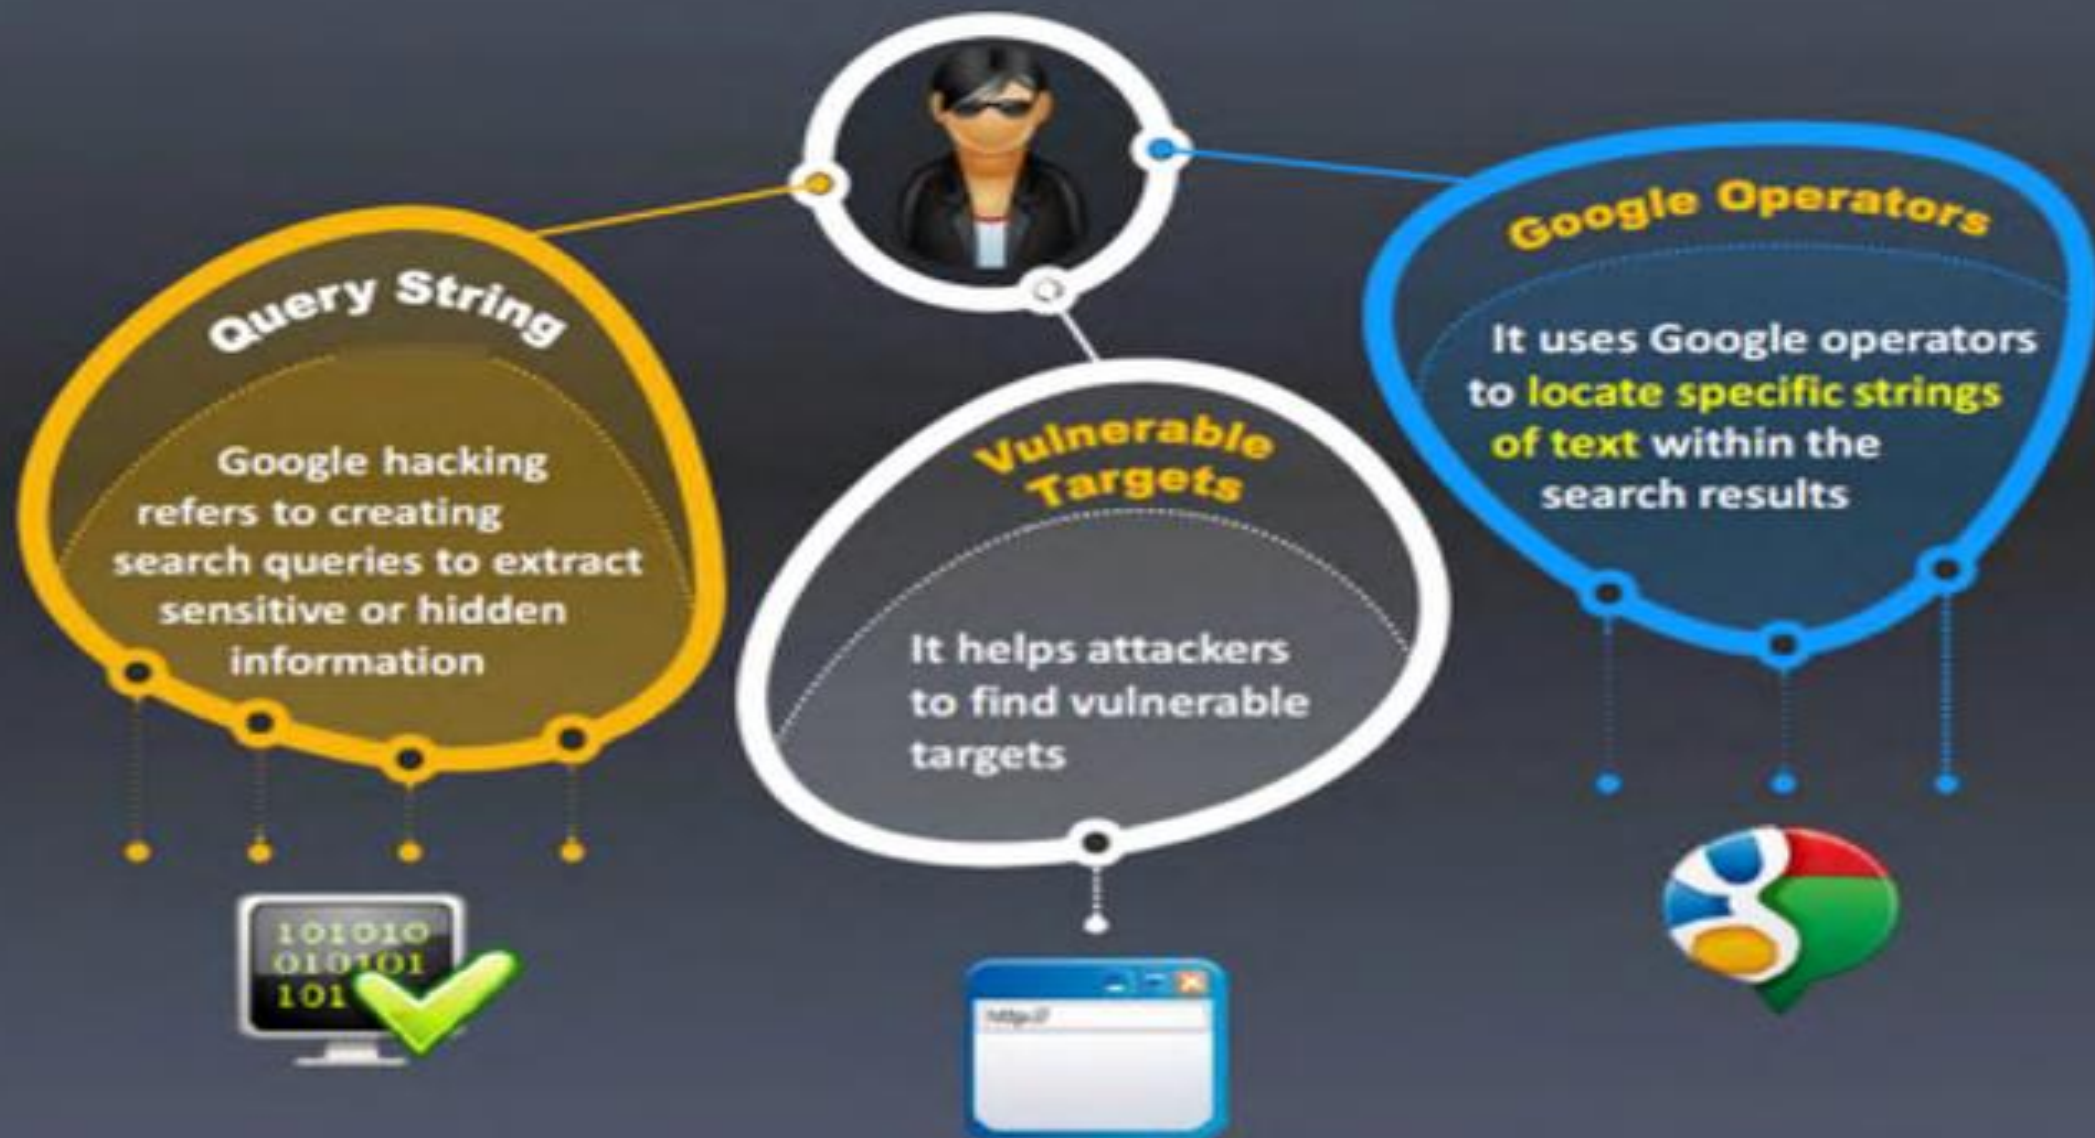 Query String
Google hacking
refers to creating
search queries to extract
sensitive or hidden
information
101010
010101
101
Vulnerable
Targets
It helps attackers
to find vulnerable
targets
http://
Google Operators
It uses Google operators
to locate specific strings
of text within the
search results